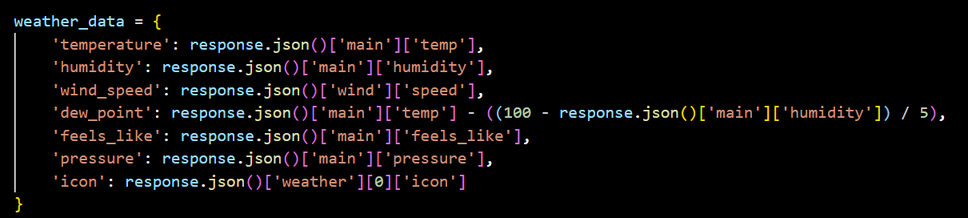 weather_data = {
    'temperature': response.json()['main']['temp'],
    'humidity': response.json()['main']['humidity'],
    'wind_speed': response.json()['wind']['speed'],
    'dew_point': response.json()['main']['temp'] - ((100 - response.json()['main']['humidity']) / 5),
    'feels_like': response.json()['main']['feels_like'],
    'pressure': response.json()['main']['pressure'],
    'icon': response.json()['weather'][0]['icon']
}